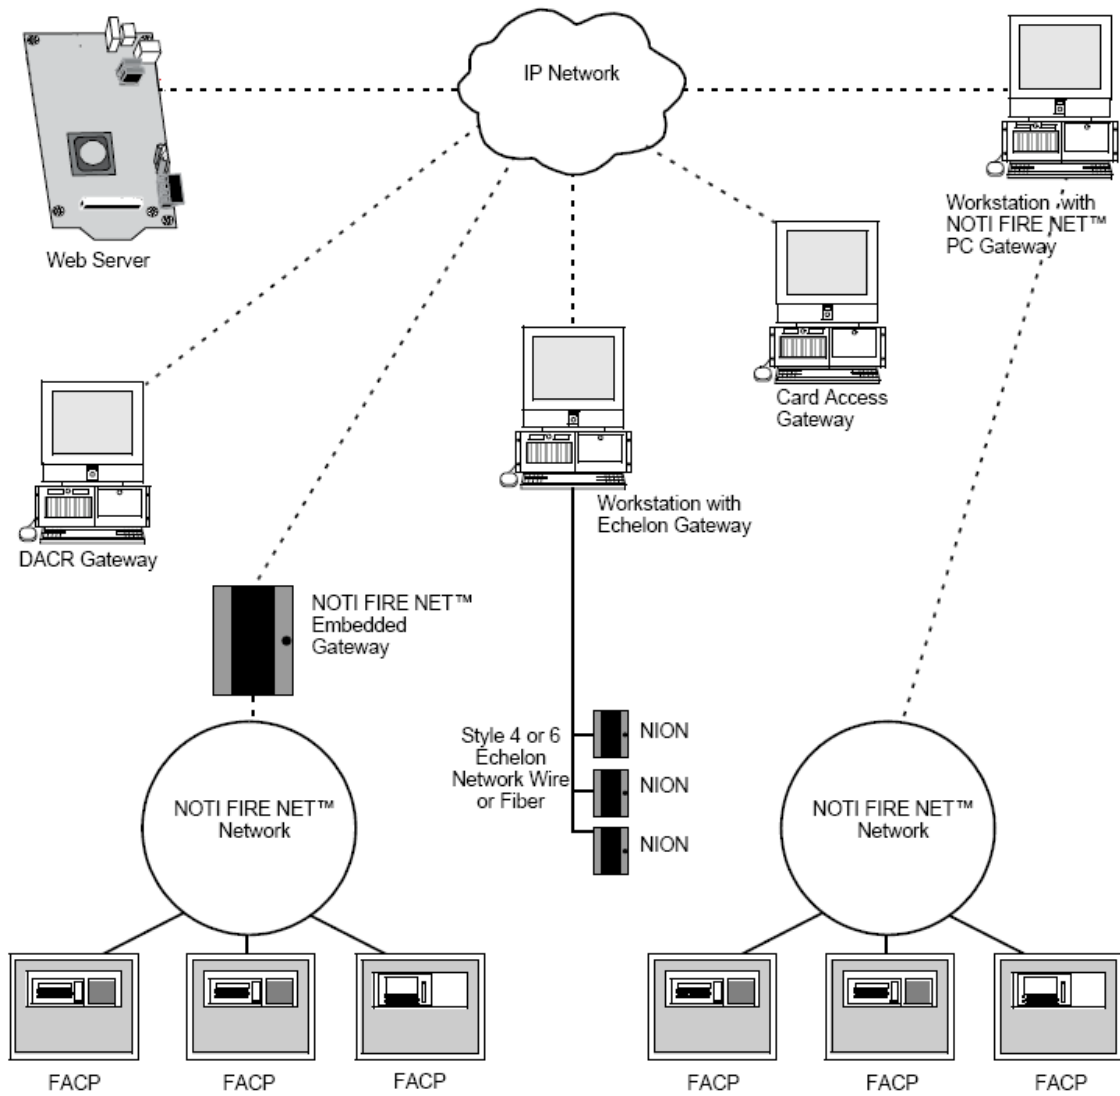 IP Network
Web Server
Workstation with
NOTI FIRE NET™
PC Gateway
Card Access
Gateway
Workstation with
Echelon Gateway
DACR Gateway
NOTI FIRE NET™
Embedded
Gateway
Style 4 or 6
Echelon
Network Wire
or Fiber
NION
NION
NION
NOTI FIRE NET™
Network
NOTI FIRE NET™
Network
FACP
FACP
FACP
FACP
FACP
FACP